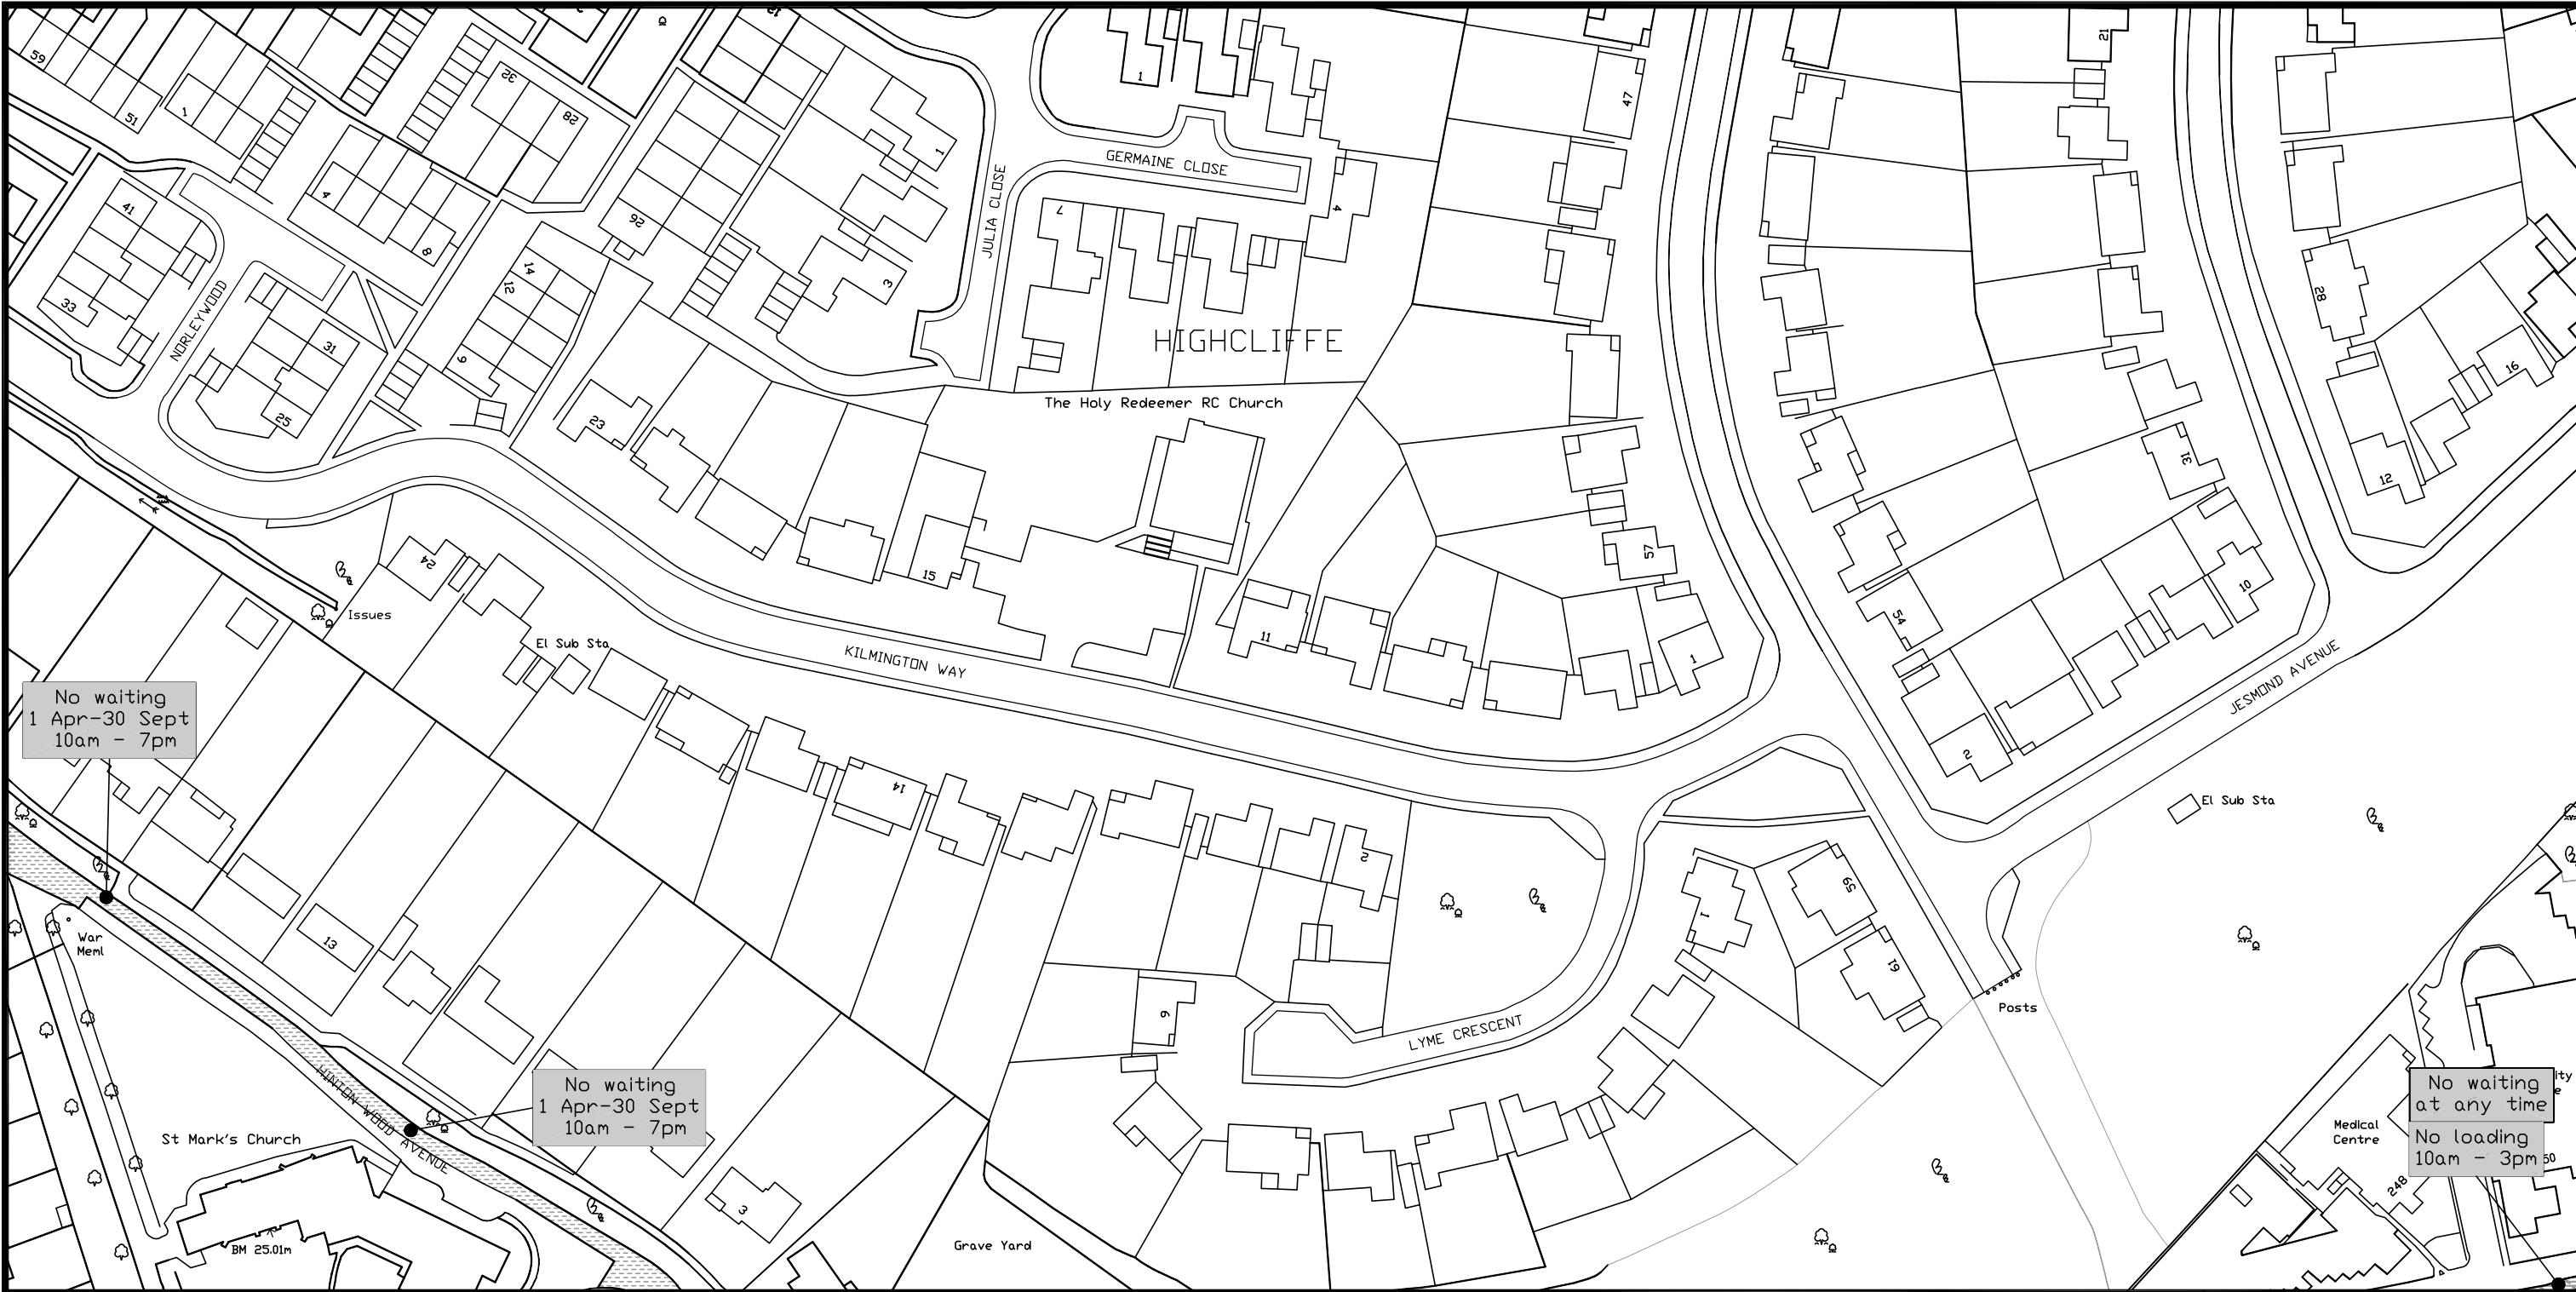 59
51
1
32
28
12
1
47
21
41
33
4
8
26
1
3
JULIA CLOSE
GERMAINE CLOSE
7
4
NORLEYWOOD
14
12
9
31
25
23
HIGHCLIFFE
The Holy Redeemer RC Church
28
16
12
31
10
54
2
57
1
11
15
24
Issues
El Sub Sta
KILMINGTON WAY
JESMOND AVENUE
El Sub Sta
No waiting
1 Apr-30 Sept
10am - 7pm
14
2
War
Meml
13
1
59
61
Posts
6
LYME CRESCENT
HINTON WOOD AVENUE
No waiting
1 Apr-30 Sept
10am - 7pm
St Mark's Church
BM 25.01m
3
Grave Yard
Medical
Centre
248
No waiting
at any time
No loading
10am - 3pm
50